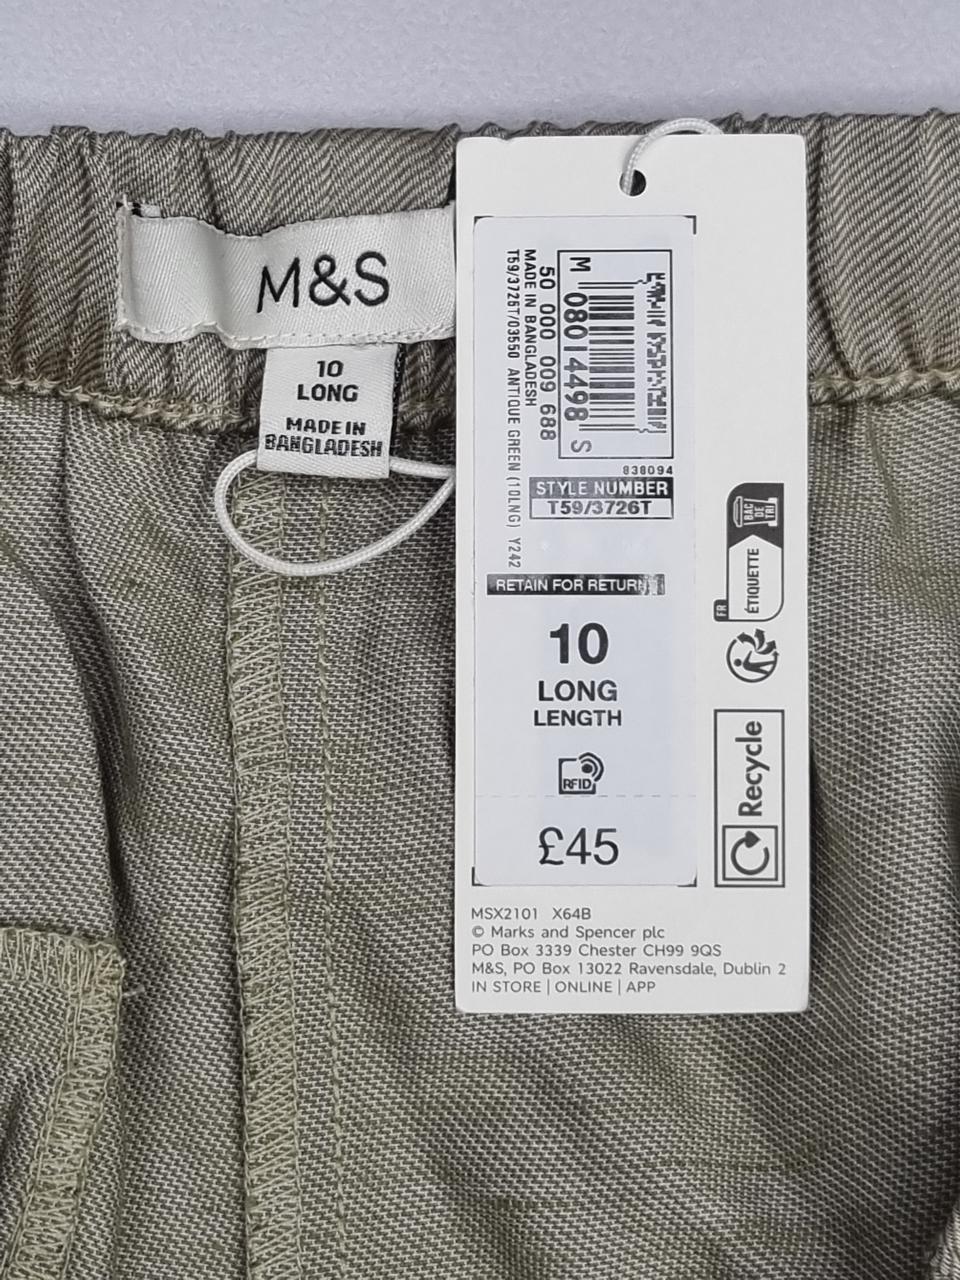 M&S
10
LONG
MADE IN
BANGLADESH
M 08014498 S
50 000 009 688
MADE IN BANGLADESH
T59/3726T/03550 ANTIQUE GREEN (10LNG) Y242
838094
STYLE NUMBER
T59/3726T
RETAIN FOR RETURN
10
LONG
LENGTH
RFID
£45
FR
BAC
DE
TRI
ÉTIQUETTE
Recycle
MSX2101 X64B
© Marks and Spencer plc
PO Box 3339 Chester CH99 9QS
M&S, PO Box 13022 Ravensdale, Dublin 2
IN STORE | ONLINE | APP